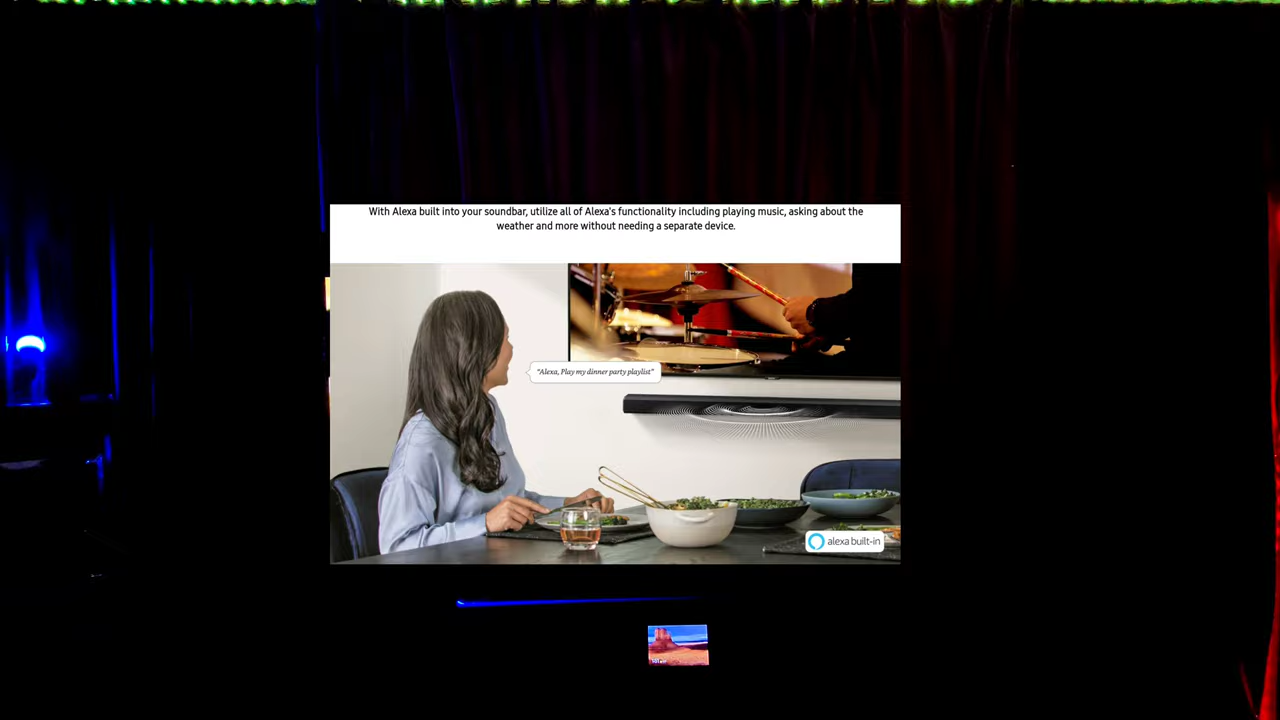 With Alexa built into your soundbar, utilize all of Alexa's functionality including playing music, asking about the
weather and more without needing a separate device.
"Alexa, Play my dinner party playlist"
alexa built-in